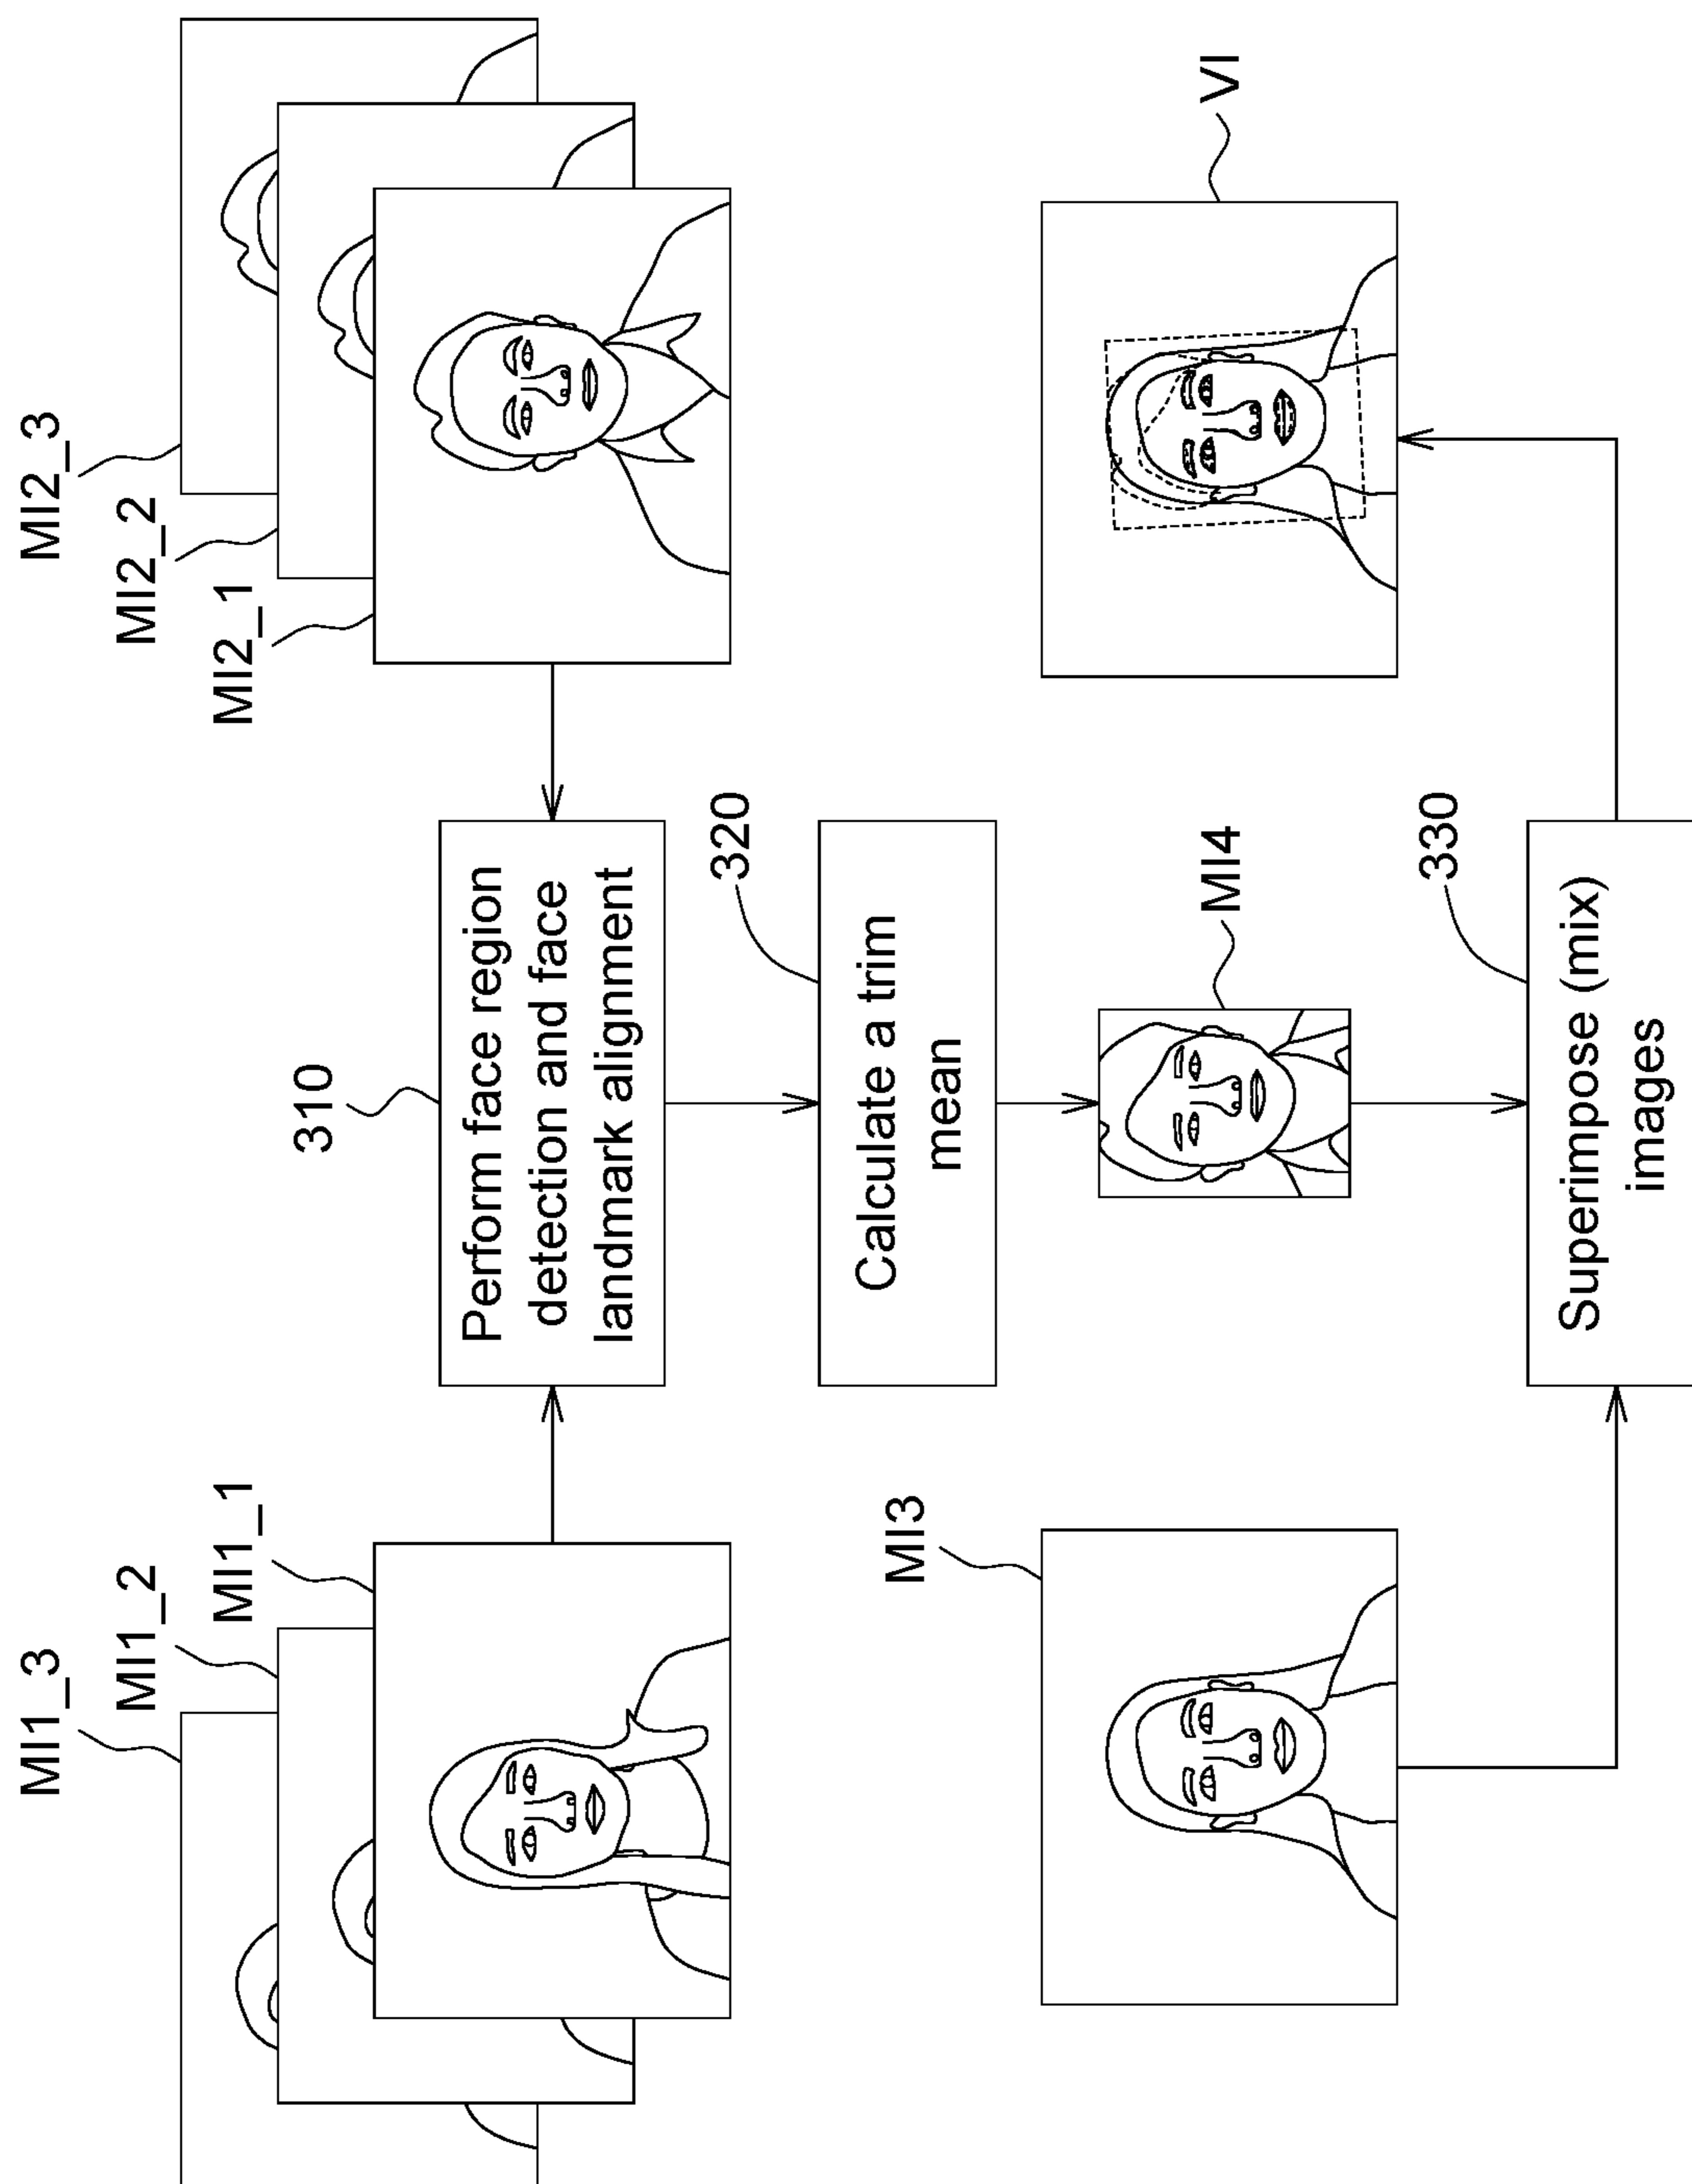 MI1_3
MI1_2
MI1_1
MI2_3
MI2_2
MI2_1
310
Perform face region
detection and face
landmark alignment
320
Calculate a trim
mean
MI3
MI4
VI
330
Superimpose (mix)
images